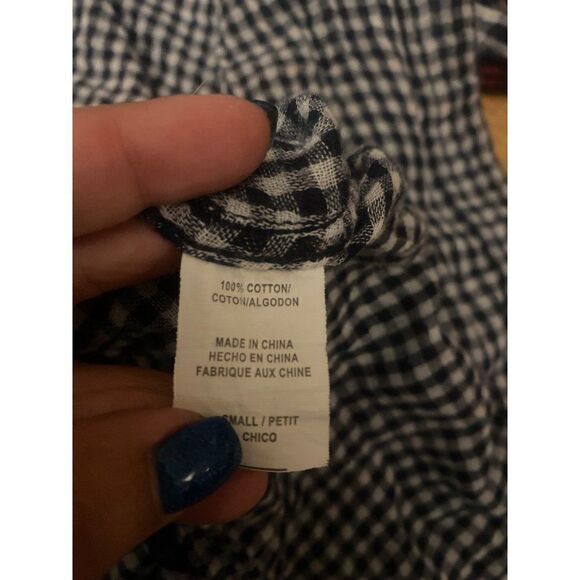 100% COTTON/
COTON/ALGODON
MADE IN CHINA
HECHO EN CHINA
FABRIQUE AUX CHINE
SMALL / PETIT
CHICO